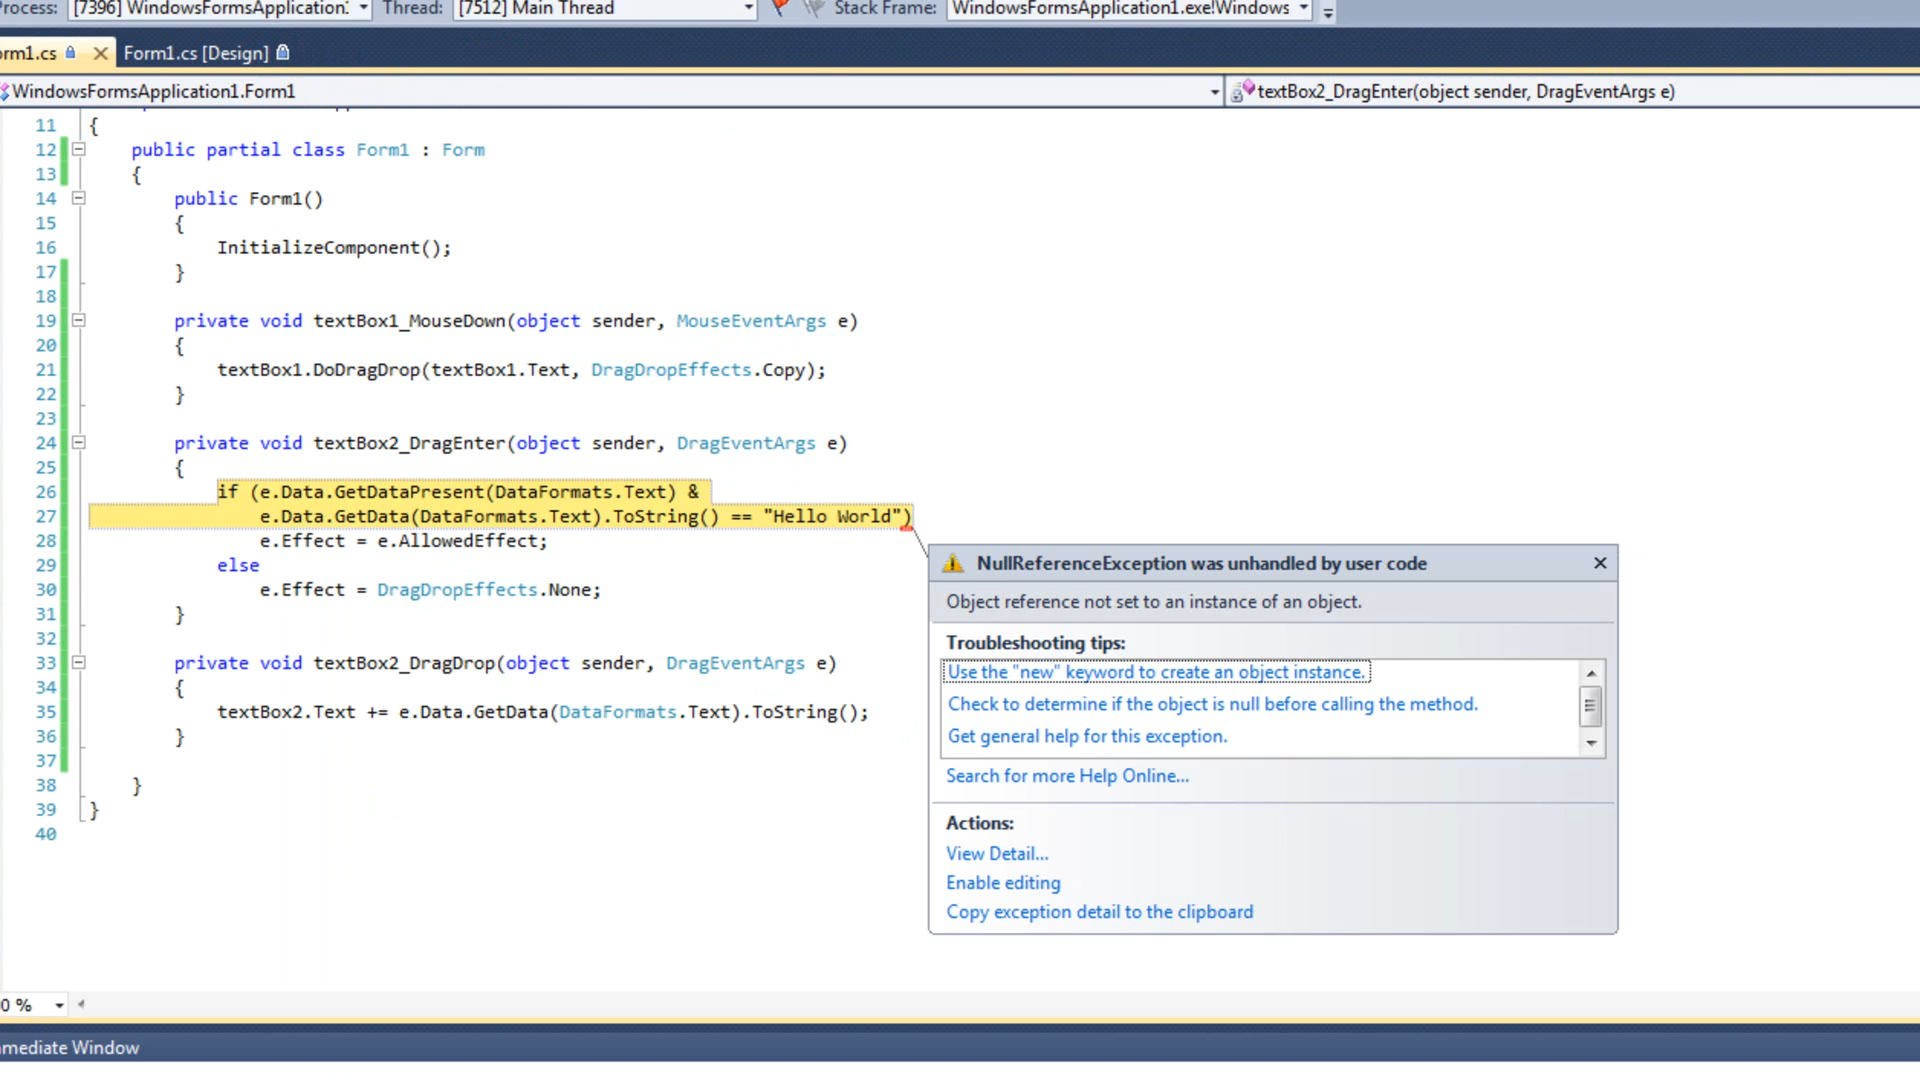 rocess: [7396] WindowsFormsApplication: Thread: [7512] Main Thread Stack Frame: WindowsFormsApplication1.exe!Windows
orm1.cs Form1.cs [Design]
WindowsFormsApplication1.Form1 textBox2_DragEnter(object sender, DragEventArgs e)
11 {
12 public partial class Form1 : Form
13 {
14 public Form1()
15 {
16 InitializeComponent();
17 }
18
19 private void textBox1_MouseDown(object sender, MouseEventArgs e)
20 {
21 textBox1.DoDragDrop(textBox1.Text, DragDropEffects.Copy);
22 }
23
24 private void textBox2_DragEnter(object sender, DragEventArgs e)
25 {
26 if (e.Data.GetDataPresent(DataFormats.Text) &
27 e.Data.GetData(DataFormats.Text).ToString() == "Hello World")
28 e.Effect = e.AllowedEffect;
29 else
30 e.Effect = DragDropEffects.None;
31 }
32
33 private void textBox2_DragDrop(object sender, DragEventArgs e)
34 {
35 textBox2.Text += e.Data.GetData(DataFormats.Text).ToString();
36 }
37
38 }
39 }
40
NullReferenceException was unhandled by user code
Object reference not set to an instance of an object.
Troubleshooting tips:
Use the "new" keyword to create an object instance.
Check to determine if the object is null before calling the method.
Get general help for this exception.
Search for more Help Online...
Actions:
View Detail...
Enable editing
Copy exception detail to the clipboard
0 %
mmediate Window